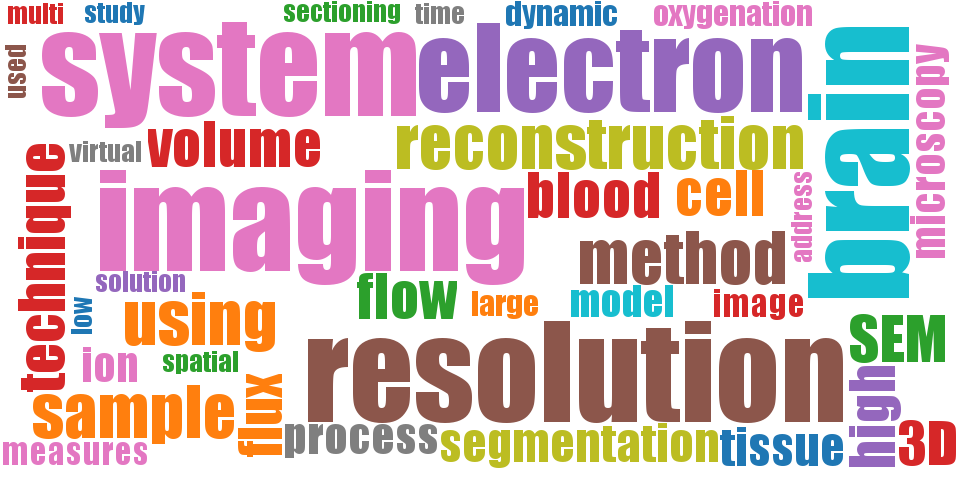 multi
study
sectioning
time
dynamic
oxygenation
used
system
electron
brain
microscopy
virtual
volume
reconstruction
technique
imaging
blood
cell
address
method
solution
low
using
flow
large
model
image
ion
spatial
resolution
SEM
sample
flux
process
segmentation
tissue
high
3D
measures